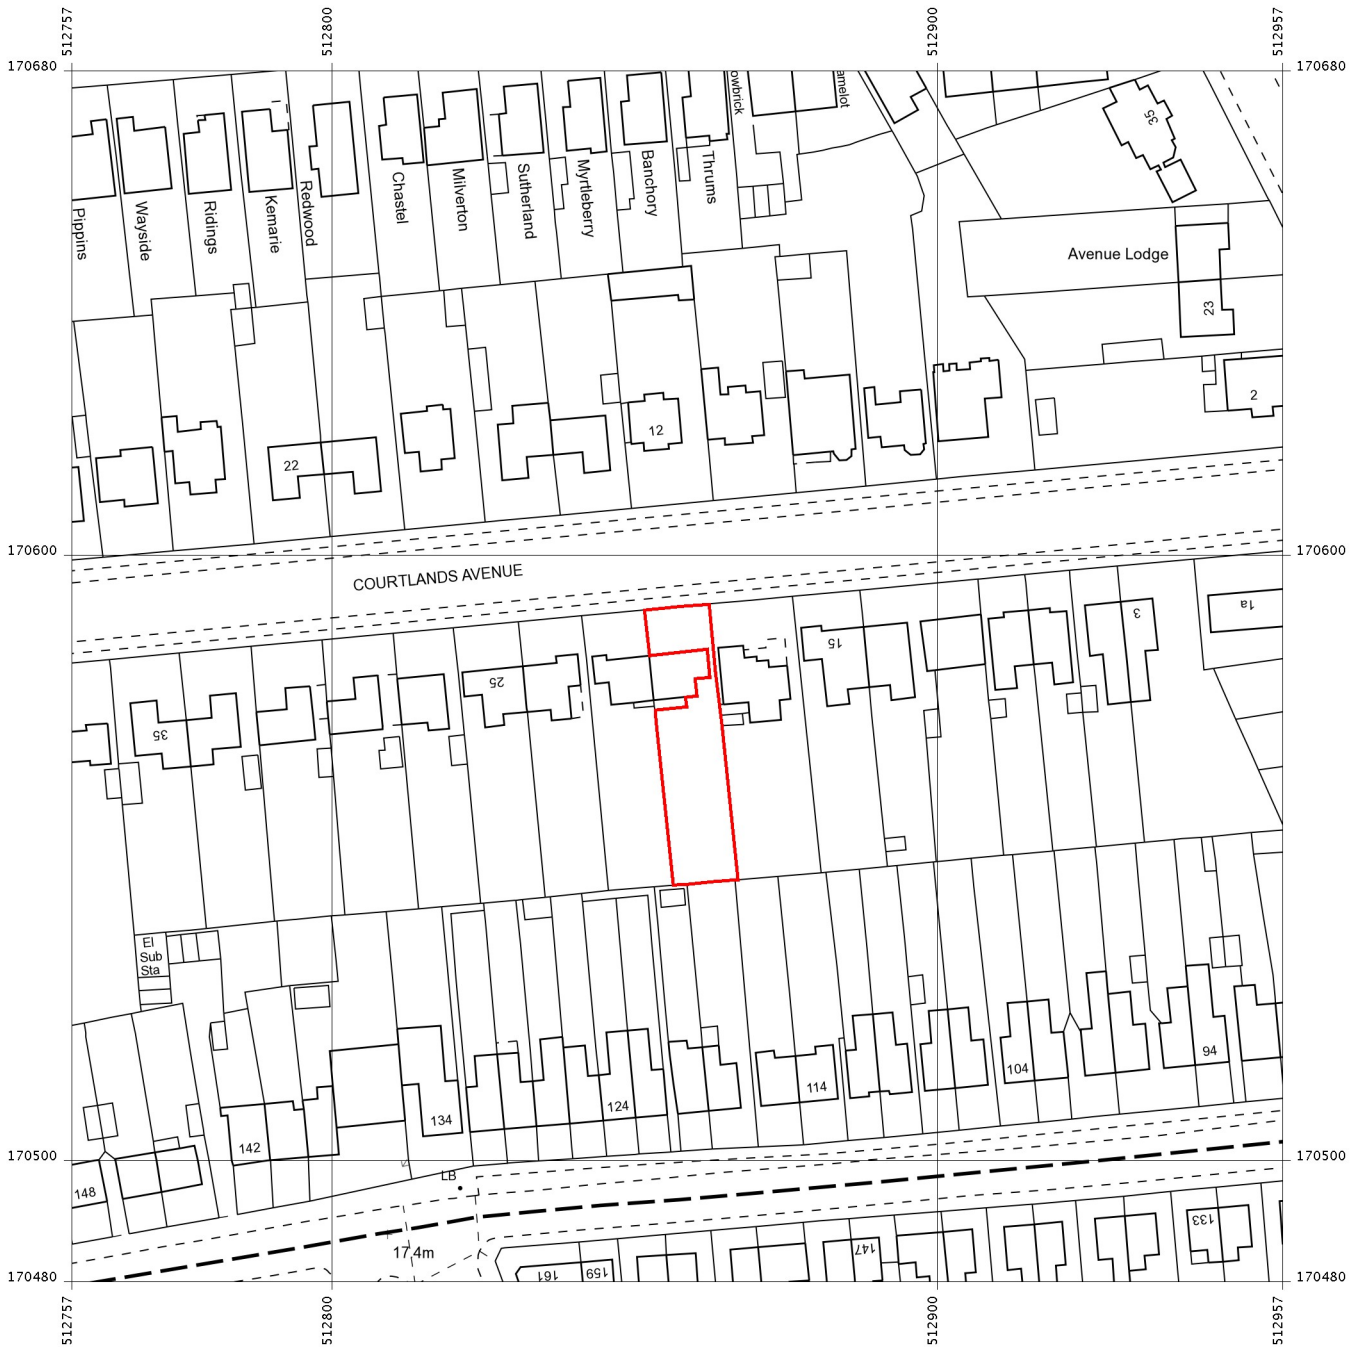 512757
512800
512900
512957
170680
170680
owbrick
amelot
35
Pippins
Wayside
Ridings
Kemarie
Redwood
Chastel
Milverton
Sutherland
Myrtleberry
Banchory
Thrums
Avenue Lodge
23
2
12
22
170600
170600
COURTLANDS AVENUE
1a
3
15
25
35
El
Sub
Sta
104
94
114
124
134
142
148
170500
170500
LB
17.4m
133
147
159
161
170480
170480
512757
512800
512900
512957